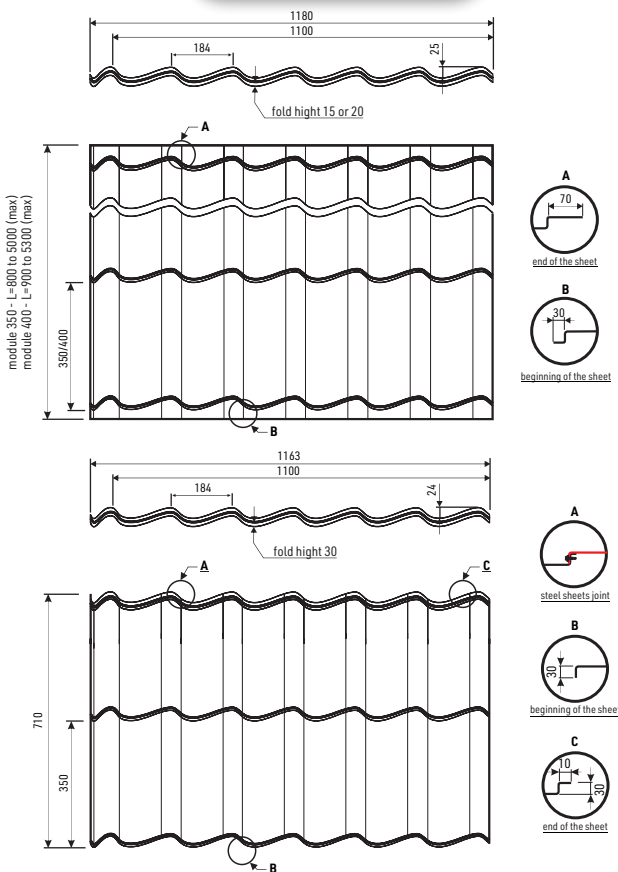 1180
1100
184
25
fold hight 15 or 20
A
module 350 - L=800 to 5000 (max)
module 400 - L=900 to 5300 (max)
350/400
B
A
70
end of the sheet
B
30
beginning of the sheet
1163
1100
184
24
fold hight 30
A
C
710
350
B
A
steel sheets joint
B
30
beginning of the shee
C
10
30
end of the sheet